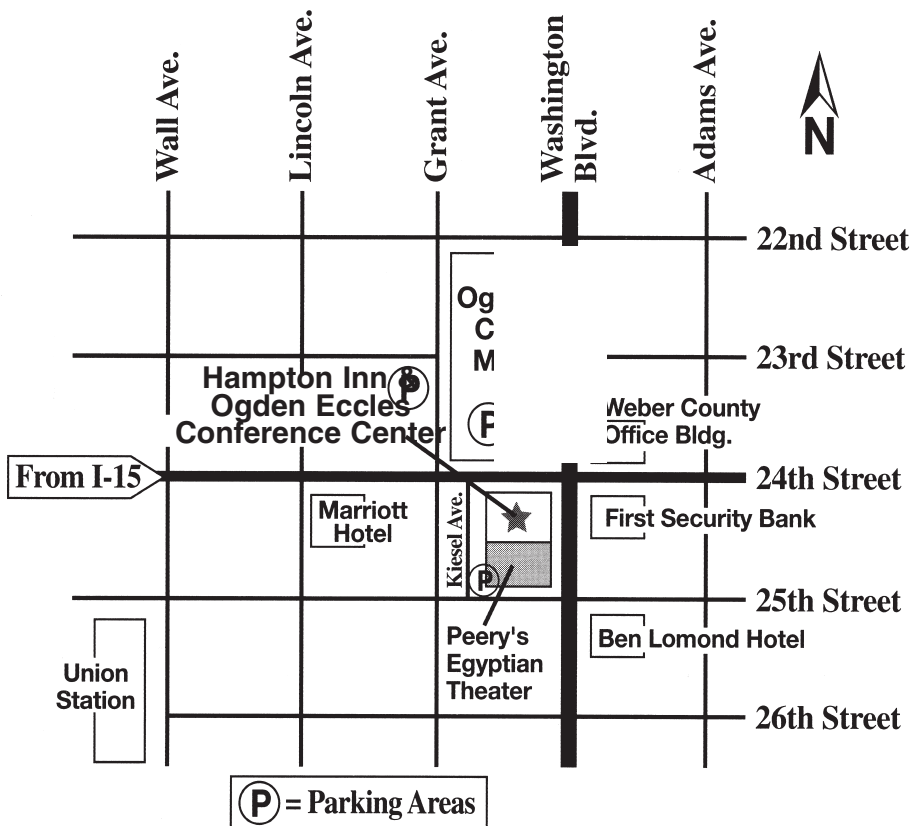 Wall Ave.
Lincoln Ave.
Grant Ave.
Washington
Blvd.
Adams Ave.
N
22nd Street
Og
C
M
23rd Street
Hampton Inn &
Ogden Eccles
Conference Center
P
P
Weber County
Office Bldg.
From I-15
24th Street
Marriott
Hotel
Kiesel Ave.
First Security Bank
P
25th Street
Peery's
Egyptian
Theater
Ben Lomond Hotel
Union
Station
26th Street
P = Parking Areas